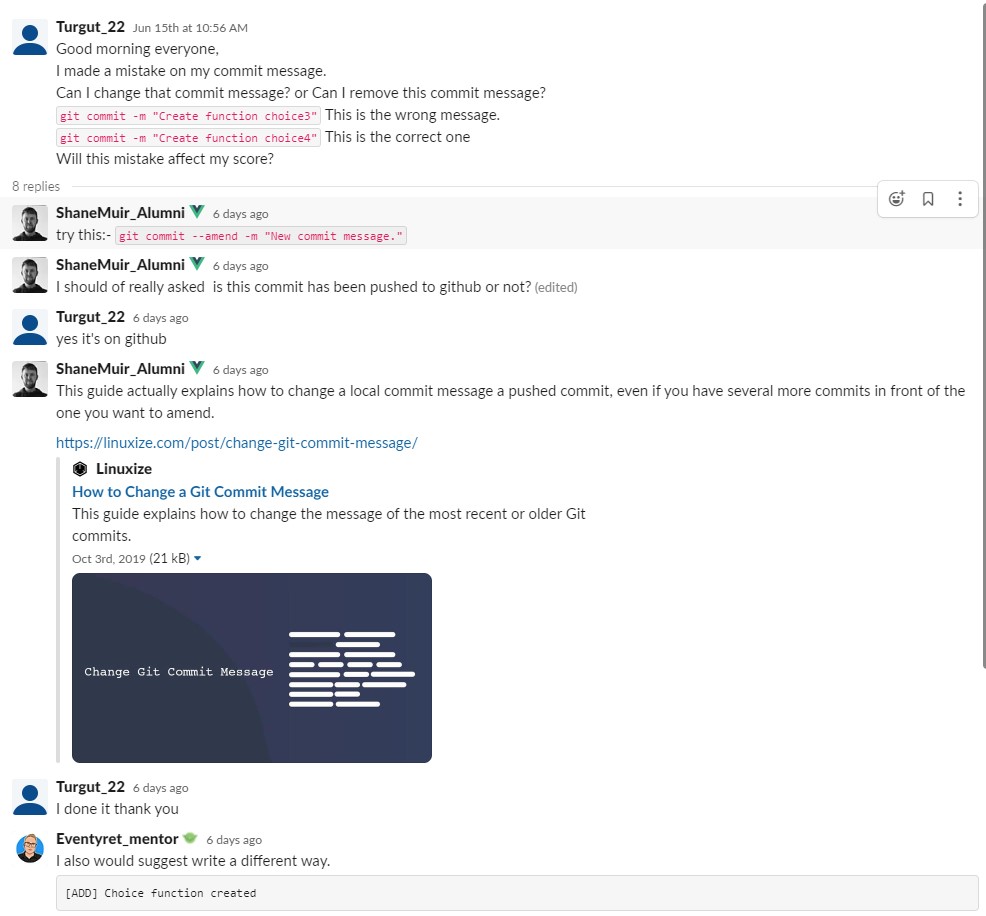 Turgut_22 Jun 15th at 10:56 AM
Good morning everyone,
I made a mistake on my commit message.
Can I change that commit message? or Can I remove this commit message?
git commit -m "Create function choice3" This is the wrong message.
git commit -m "Create function choice4" This is the correct one
Will this mistake affect my score?
8 replies
ShaneMuir_Alumni 6 days ago
try this:- git commit --amend -m "New commit message."
ShaneMuir_Alumni 6 days ago
I should of really asked is this commit has been pushed to github or not? (edited)
Turgut_22 6 days ago
yes it's on github
ShaneMuir_Alumni 6 days ago
This guide actually explains how to change a local commit message a pushed commit, even if you have several more commits in front of the
one you want to amend.
https://linuxize.com/post/change-git-commit-message/
Linuxize
How to Change a Git Commit Message
This guide explains how to change the message of the most recent or older Git
commits.
Oct 3rd, 2019 (21 kB)
Change Git Commit Message
Turgut_22 6 days ago
I done it thank you
Eventyret_mentor 6 days ago
I also would suggest write a different way.
[ADD] Choice function created